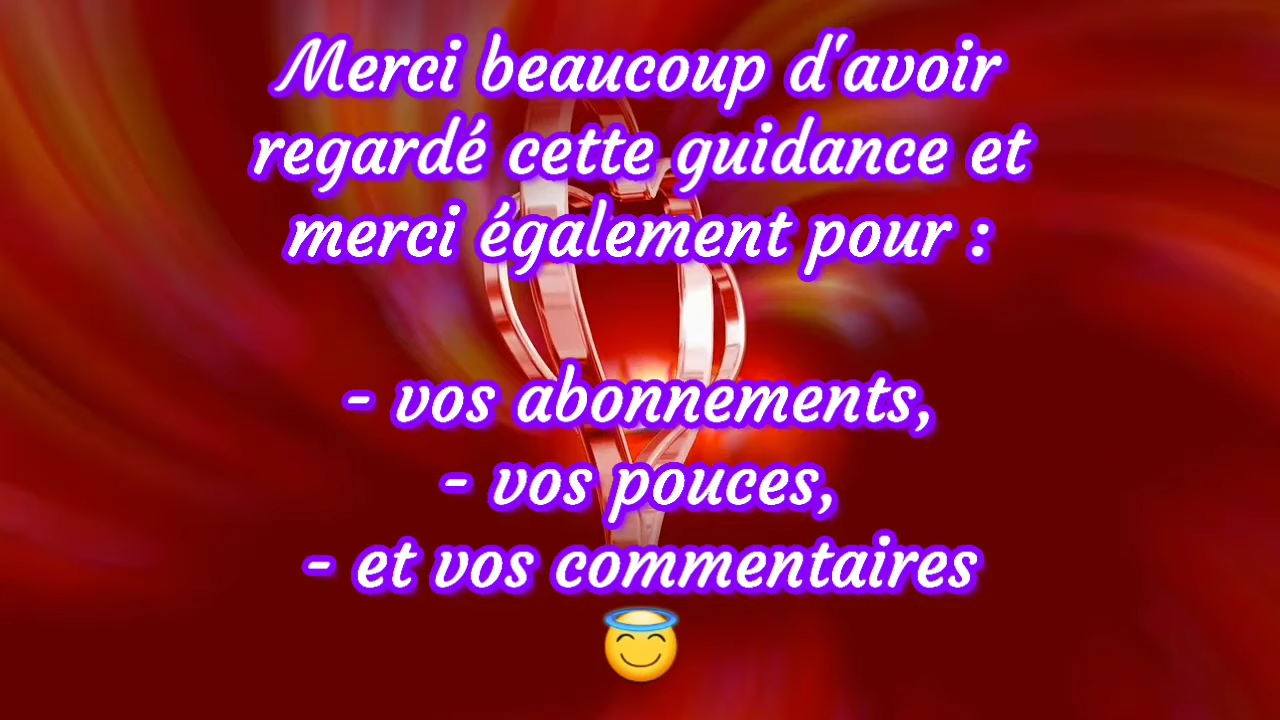 Merci beaucoup d'avoir
regardé cette guidance et
merci également pour :
- vos abonnements,
- vos pouces,
- et vos commentaires